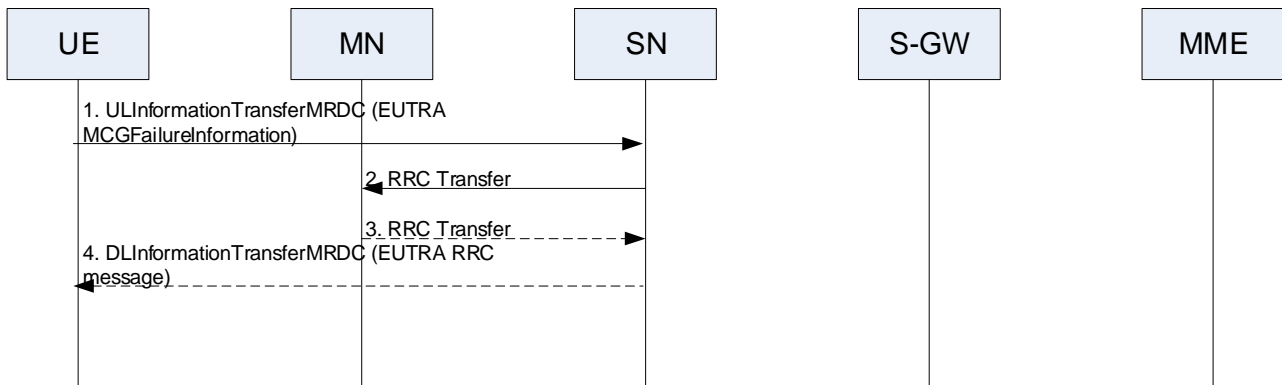 UE
MN
SN
S-GW
MME
1. ULInformationTransferMRDC (EUTRA
MCGFailureInformation)
2. RRC Transfer
3. RRC Transfer
4. DLInformationTransferMRDC (EUTRA RRC
message)